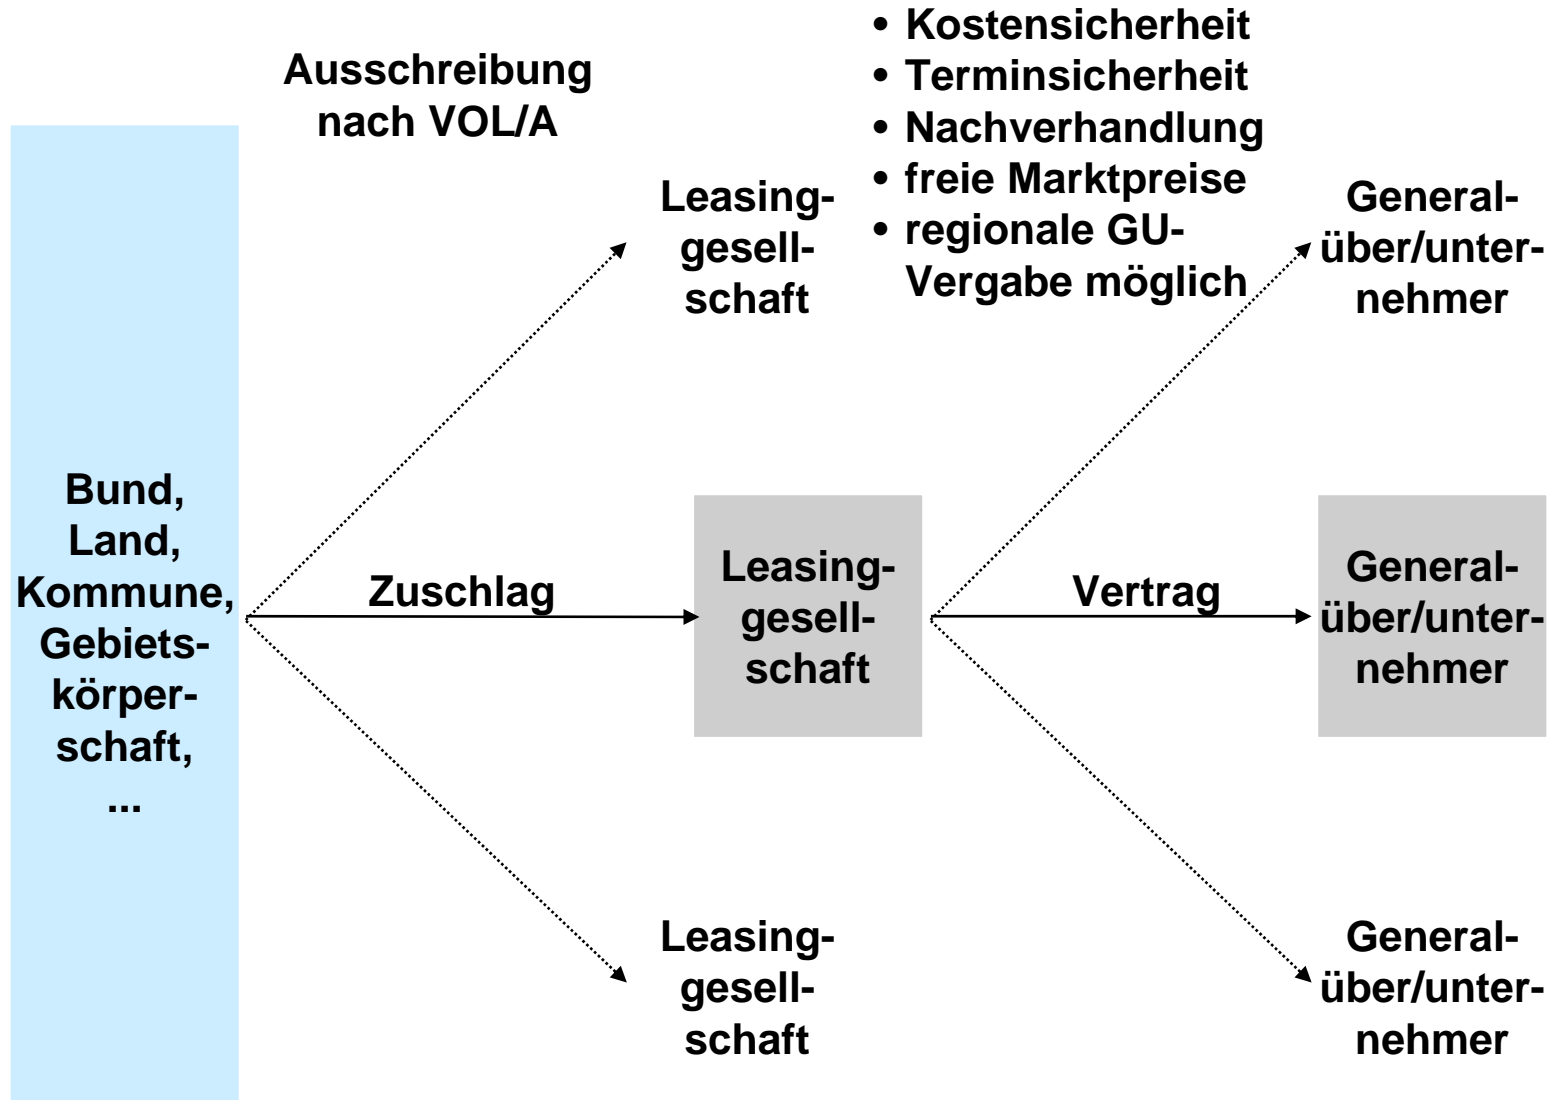 Ausschreibung
nach VOL/A
• Kostensicherheit
• Terminsicherheit
• Nachverhandlung
• freie Marktpreise
• regionale GU-
Vergabe möglich
Leasing-
gesell-
schaft
General-
über/unter-
nehmer
Bund,
Land,
Kommune,
Gebiets-
körper-
schaft,
...
Zuschlag
Leasing-
gesell-
schaft
Vertrag
General-
über/unter-
nehmer
Leasing-
gesell-
schaft
General-
über/unter-
nehmer